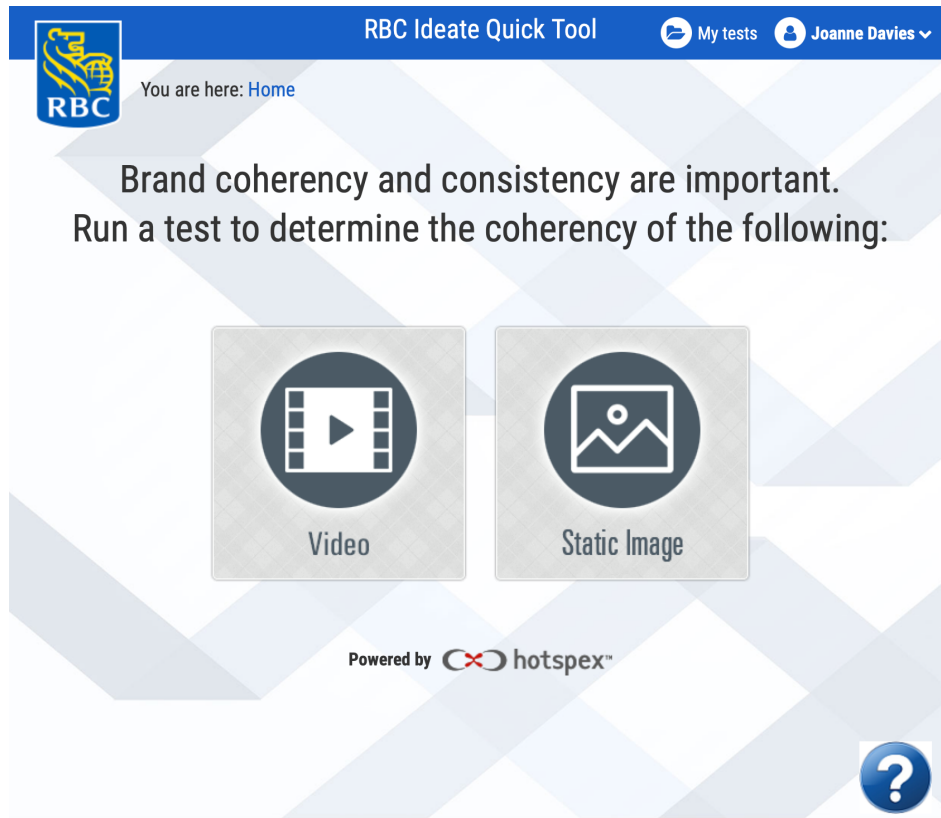 RBC Ideate Quick Tool
My tests
Joanne Davies
RBC
You are here: Home
Brand coherency and consistency are important.
Run a test to determine the coherency of the following:
Video
Static Image
Powered by hotspex™
?